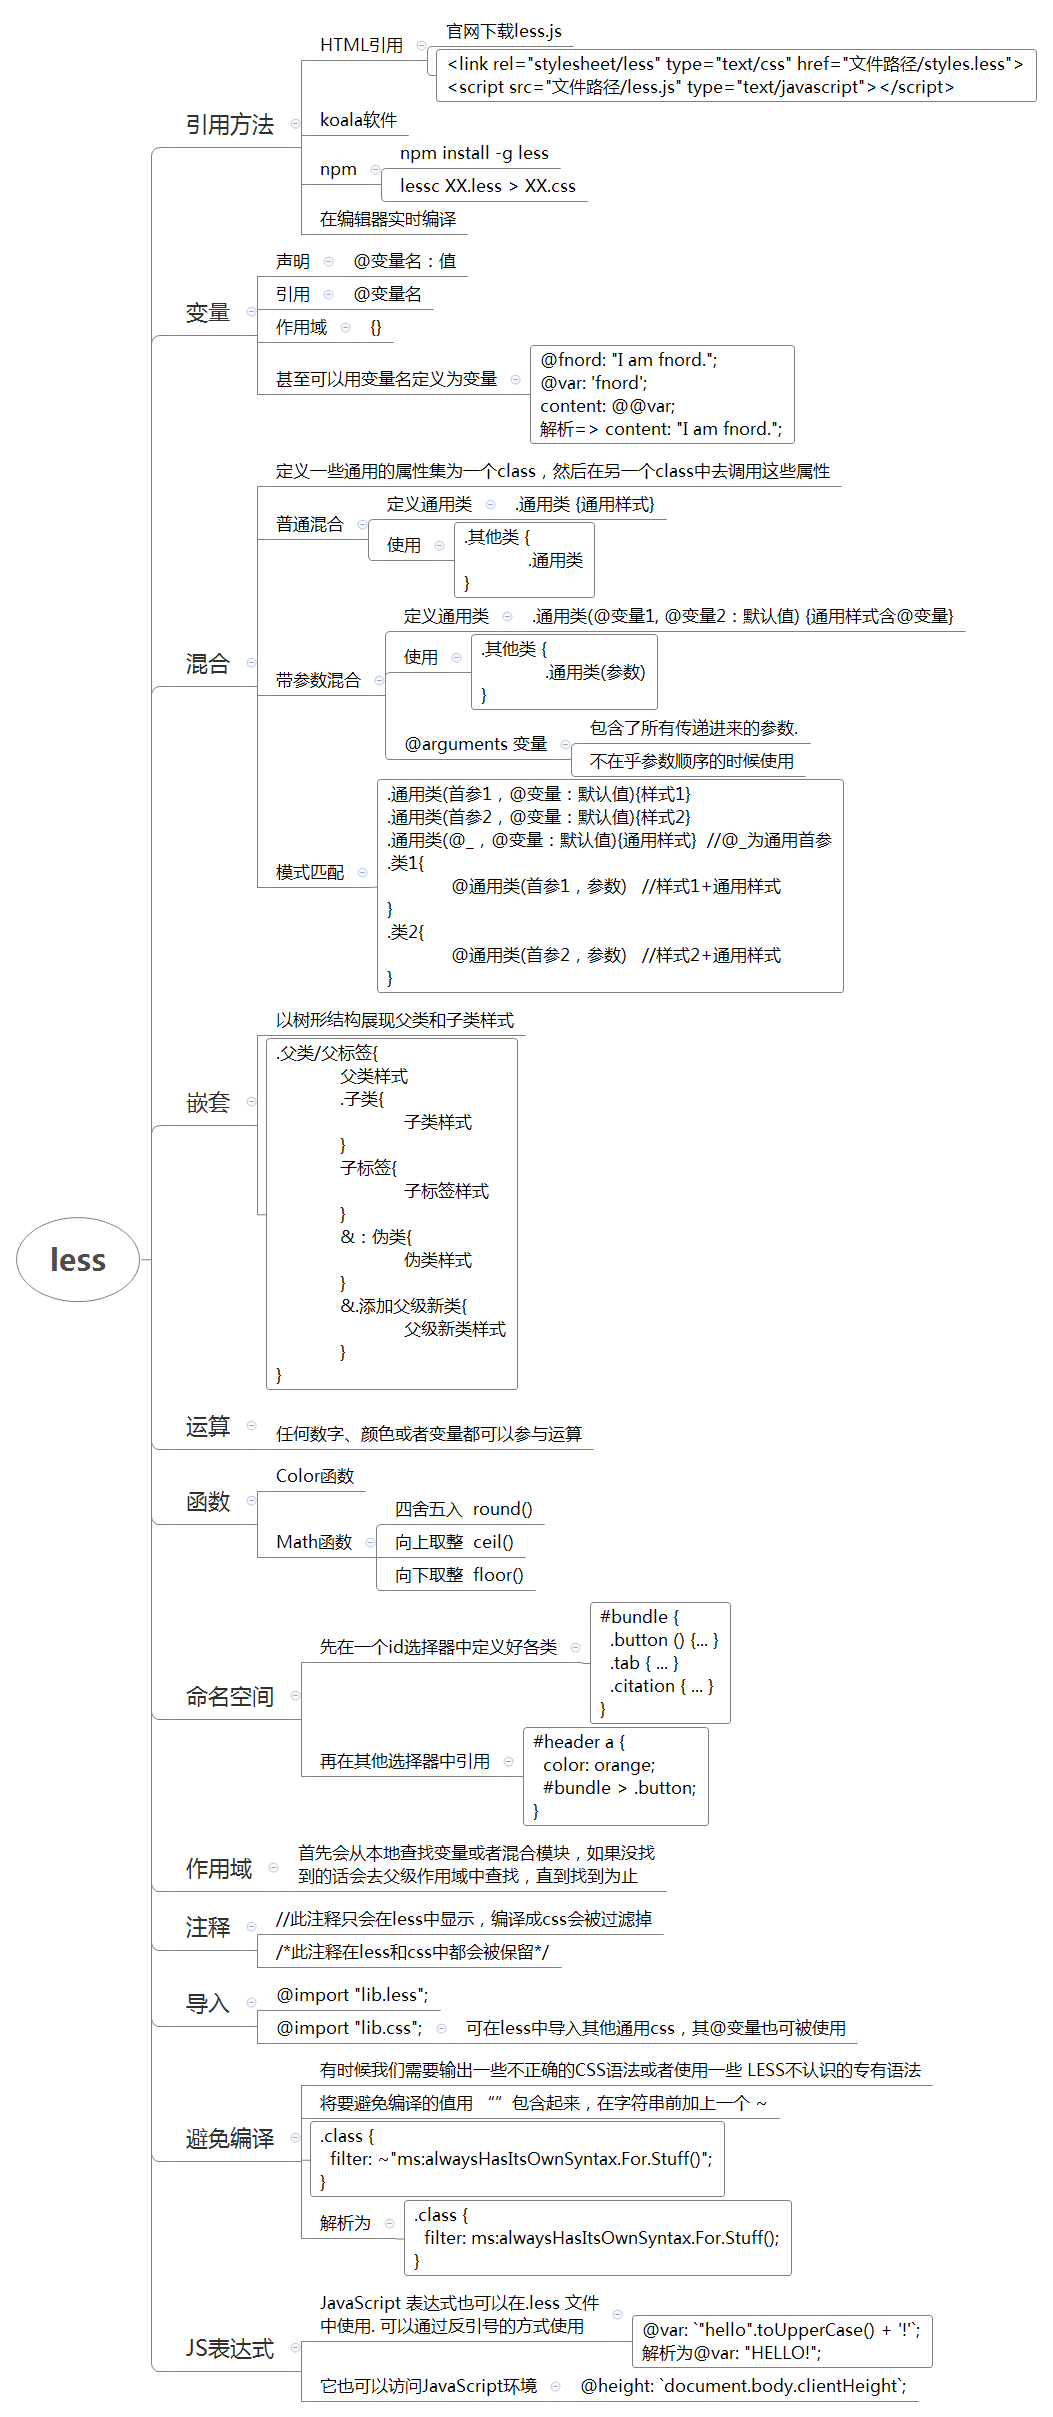 less
引用方法
HTML引用
官网下载less.js
<link rel="stylesheet/less" type="text/css" href="文件路径/styles.less">
<script src="文件路径/less.js" type="text/javascript"></script>
koala软件
npm
npm install -g less
lessc XX.less > XX.css
在编辑器实时编译
变量
声明
@变量名：值
引用
@变量名
作用域
{}
甚至可以用变量名定义为变量
@fnord: "I am fnord.";
@var: 'fnord';
content: @@var;
解析=> content: "I am fnord.";
混合
定义一些通用的属性集为一个class，然后在另一个class中去调用这些属性
普通混合
定义通用类
.通用类 {通用样式}
使用
.其他类 {
.通用类
}
带参数混合
定义通用类
.通用类(@变量1, @变量2：默认值) {通用样式含@变量}
使用
.其他类 {
.通用类(参数)
}
@arguments 变量
包含了所有传递进来的参数.
不在乎参数顺序的时候使用
模式匹配
.通用类(首参1，@变量：默认值){样式1}
.通用类(首参2，@变量：默认值){样式2}
.通用类(@_，@变量：默认值){通用样式}  //@_为通用首参
.类1{
@通用类(首参1，参数)   //样式1+通用样式
}
.类2{
@通用类(首参2，参数)   //样式2+通用样式
}
嵌套
以树形结构展现父类和子类样式
.父类/父标签{
父类样式
.子类{
子类样式
}
子标签{
子标签样式
}
&：伪类{
伪类样式
}
&.添加父级新类{
父级新类样式
}
}
运算
任何数字、颜色或者变量都可以参与运算
函数
Color函数
Math函数
四舍五入  round()
向上取整  ceil()
向下取整  floor()
命名空间
先在一个id选择器中定义好各类
#bundle {
.button () {... }
.tab { ... }
.citation { ... }
}
再在其他选择器中引用
#header a {
color: orange;
#bundle > .button;
}
作用域
首先会从本地查找变量或者混合模块，如果没找
到的话会去父级作用域中查找，直到找到为止
注释
//此注释只会在less中显示，编译成css会被过滤掉
/*此注释在less和css中都会被保留*/
导入
@import "lib.less";
@import "lib.css";
可在less中导入其他通用css，其@变量也可被使用
避免编译
有时候我们需要输出一些不正确的CSS语法或者使用一些 LESS不认识的专有语法
将要避免编译的值用 “”包含起来，在字符串前加上一个 ~
.class {
filter: ~"ms:alwaysHasItsOwnSyntax.For.Stuff()";
}
解析为
.class {
filter: ms:alwaysHasItsOwnSyntax.For.Stuff();
}
JS表达式
JavaScript 表达式也可以在.less 文件
中使用. 可以通过反引号的方式使用
@var: `"hello".toUpperCase() + '!'`;
解析为@var: "HELLO!";
它也可以访问JavaScript环境
@height: `document.body.clientHeight`;